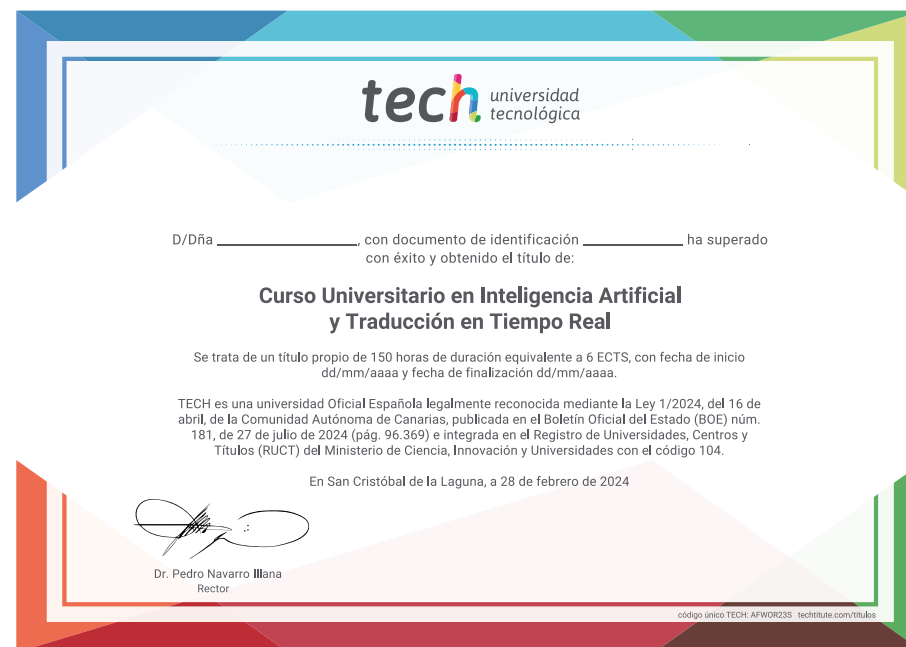 tech universidad
tecnológica
D/Dña ____________, con documento de identificación ____________ ha superado
con éxito y obtenido el título de:
Curso Universitario en Inteligencia Artificial
y Traducción en Tiempo Real
Se trata de un título propio de 150 horas de duración equivalente a 6 ECTS, con fecha de inicio
dd/mm/aaaa y fecha de finalización dd/mm/aaaa.
TECH es una universidad Oficial Española legalmente reconocida mediante la Ley 1/2024, del 16 de
abril, de la Comunidad Autónoma de Canarias, publicada en el Boletín Oficial del Estado (BOE) núm.
181, de 27 de julio de 2024 (pág. 96.369) e integrada en el Registro de Universidades, Centros y
Títulos (RUCT) del Ministerio de Ciencia, Innovación y Universidades con el código 104.
En San Cristóbal de la Laguna, a 28 de febrero de 2024
Dr. Pedro Navarro Illana
Rector
código único TECH: AFWOR23S techtitute.com/titulos